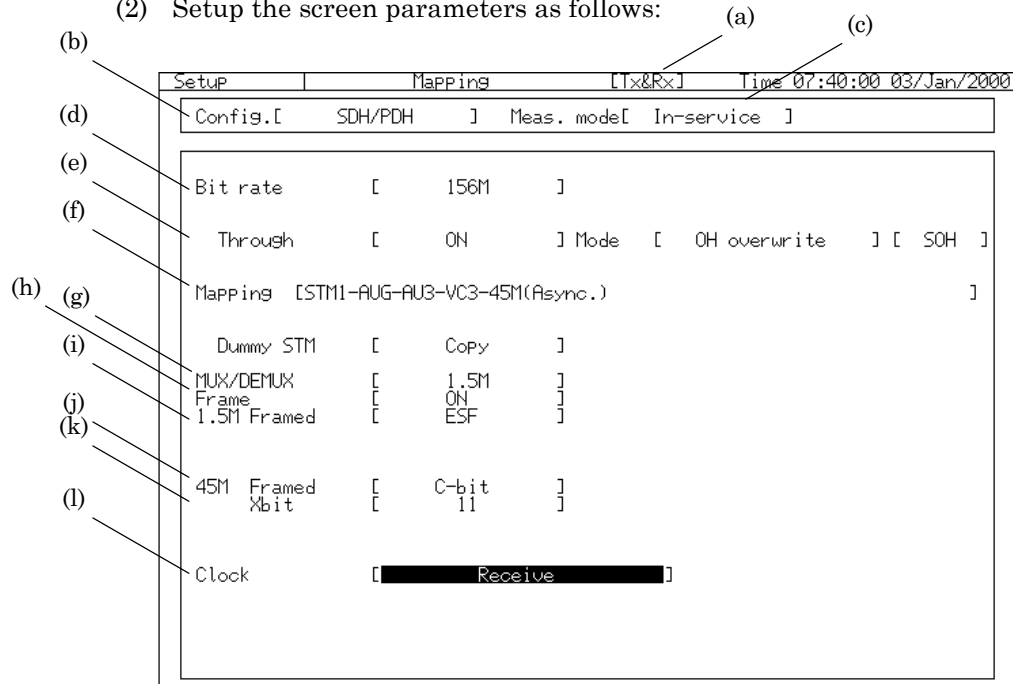 (2) Setup the screen parameters as follows:
(a)
(c)
(b)
Setup Mapping [Tx&Rx] Time 07:40:00 03/Jan/2000
Config.[ SDH/PDH ] Meas. mode[ In-service ]
(d)
(e)
Bit rate [ 156M ]
(f)
Through [ ON ] Mode [ OH overwrite ] [ SOH ]
(h)
(g)
Mapping [STM1-AUG-AU3-VC3-45M(Async.) ]
(i)
Dummy STM [ Copy ]
MUX/DEMUX [ 1.5M ]
Frame [ ON ]
(j)
1.5M Framed [ ESF ]
(k)
45M Framed [ C-bit ]
(l)
Xbit [ 11 ]
Clock [ Receive ]